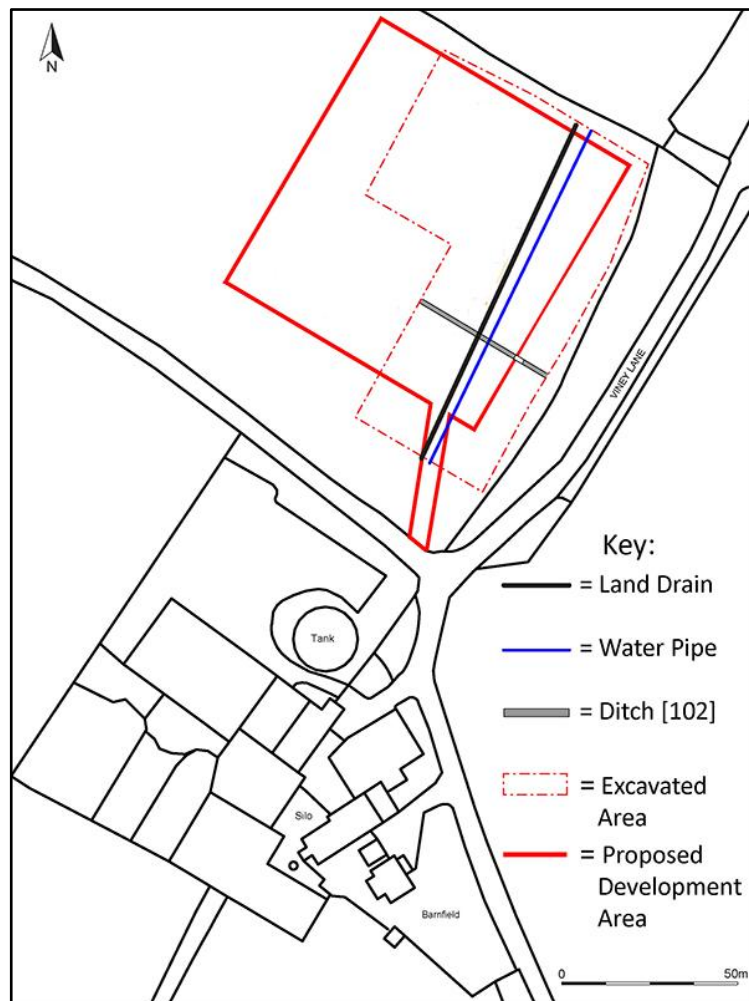 N
VINEY LANE
Key:
= Land Drain
= Water Pipe
= Ditch [102]
= Excavated
Area
= Proposed
Development
Area
Tank
Silo
Barnfield
0
50m